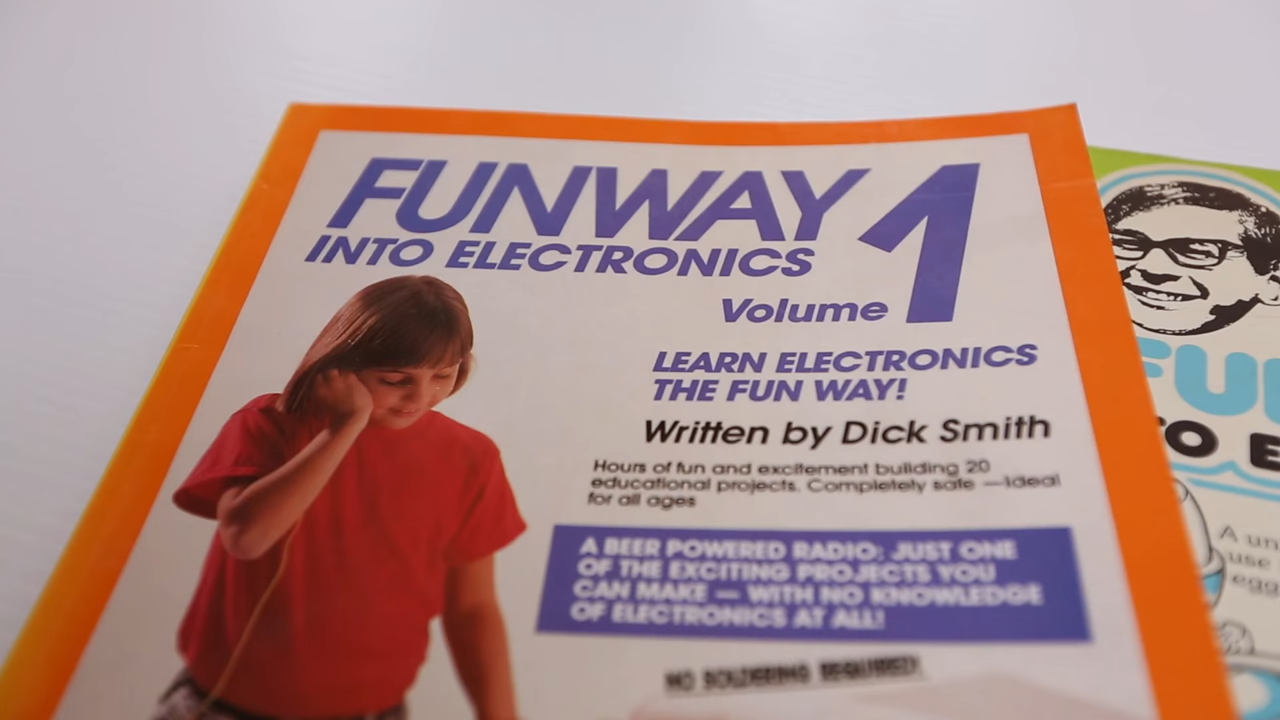 FUNWAY 1
INTO ELECTRONICS
Volume
LEARN ELECTRONICS
THE FUN WAY!
Written by Dick Smith
Hours of fun and excitement building 20
educational projects. Completely safe — Ideal
for all ages
A BEER POWERED RADIO: JUST ONE
OF THE EXCITING PROJECTS YOU
CAN MAKE — WITH NO KNOWLEDGE
OF ELECTRONICS AT ALL!
NO SOLDERING REQUIRED!
FU
TO E
A un
use
egg